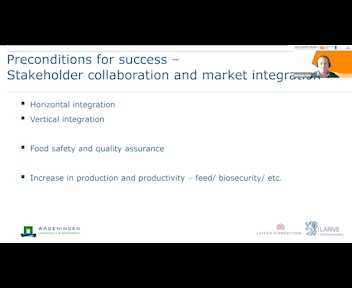 Preconditions for success –
Stakeholder collaboration and market integration
Horizontal integration
Vertical integration
Food safety and quality assurance
Increase in production and productivity – feed/ biosecurity/ etc.
WAGENINGEN
UNIVERSITY & RESEARCH
LARIVE
INTERNATIONAL